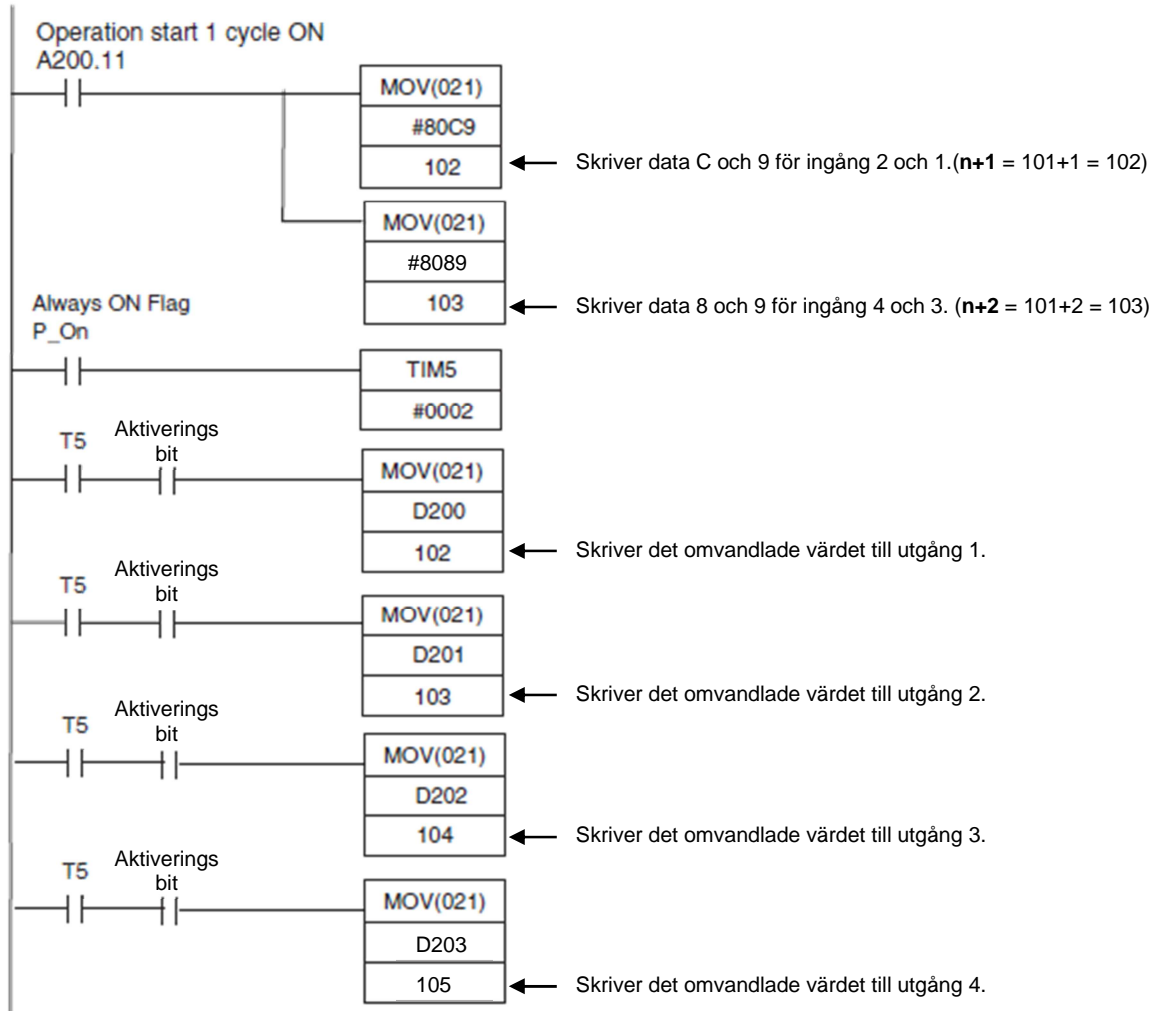 Operation start 1 cycle ON
A200.11
MOV(021)
#80C9
102
Skriver data C och 9 för ingång 2 och 1.(n+1 = 101+1 = 102)
MOV(021)
#8089
103
Skriver data 8 och 9 för ingång 4 och 3. (n+2 = 101+2 = 103)
Always ON Flag
P_On
TIM5
#0002
T5
Aktiverings
bit
MOV(021)
D200
102
Skriver det omvandlade värdet till utgång 1.
T5
Aktiverings
bit
MOV(021)
D201
103
Skriver det omvandlade värdet till utgång 2.
T5
Aktiverings
bit
MOV(021)
D202
104
Skriver det omvandlade värdet till utgång 3.
T5
Aktiverings
bit
MOV(021)
D203
105
Skriver det omvandlade värdet till utgång 4.